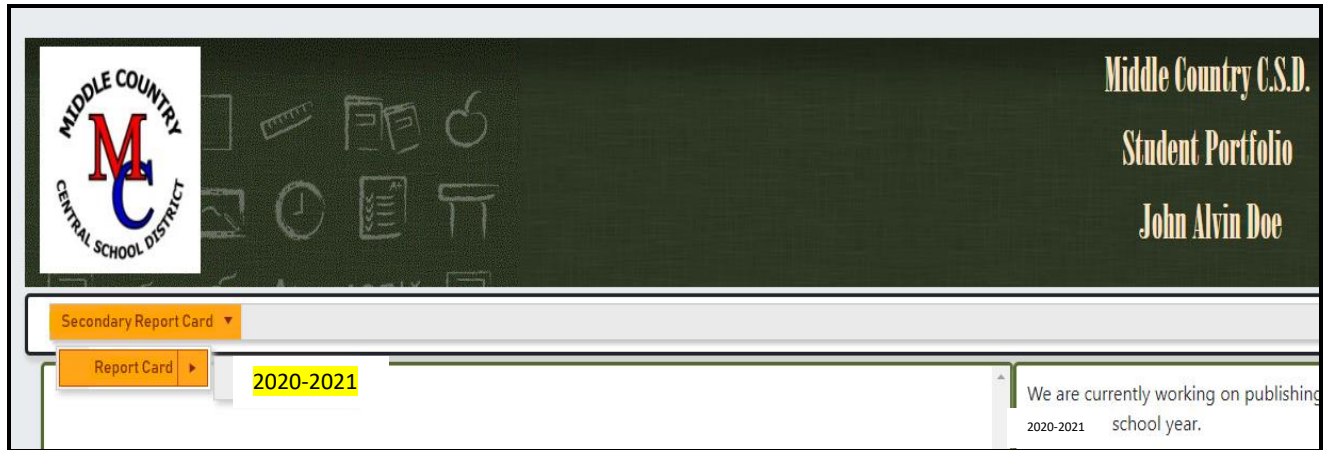 MIDDLE COUNTRY
MC
CENTRAL SCHOOL DISTRICT
A+
Middle Country C.S.D.
Student Portfolio
John Alvin Doe
Secondary Report Card
Report Card
2020-2021
We are currently working on publishing
2020-2021 school year.